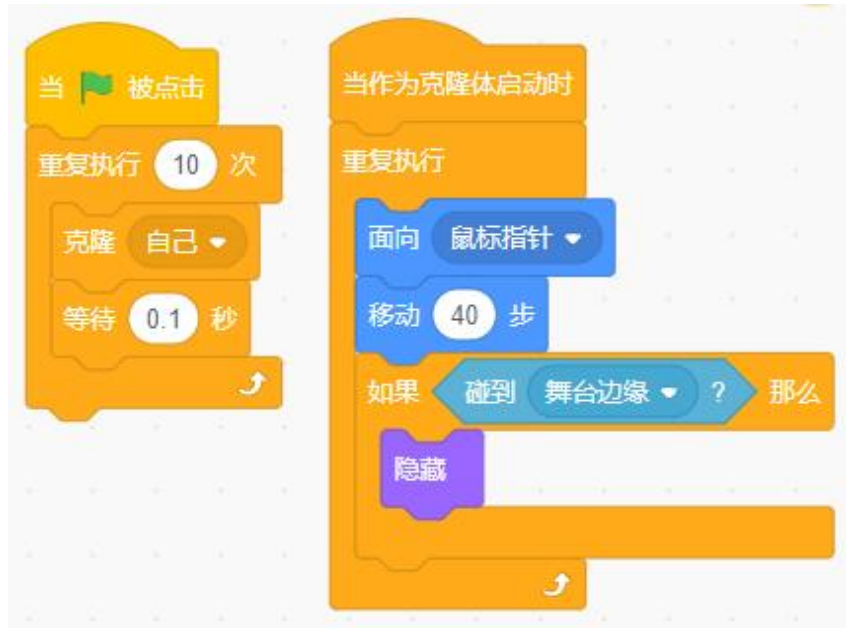 当 被点击
重复执行 10 次
克隆 自己
等待 0.1 秒
当作为克隆体启动时
重复执行
面向 鼠标指针
移动 40 步
如果 碰到 舞台边缘 ? 那么
隐藏